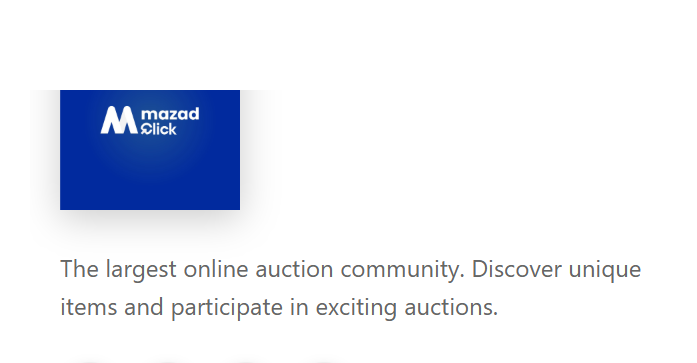 mazad
Click
The largest online auction community. Discover unique
items and participate in exciting auctions.